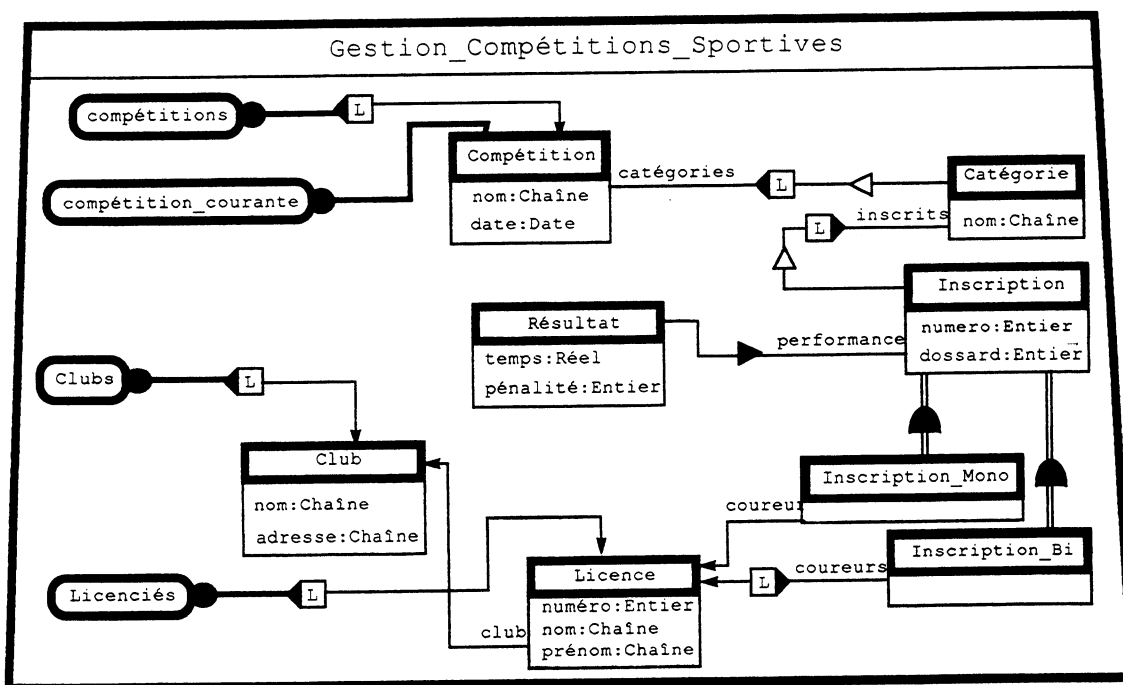 Gestion_Compétitions_Sportives
compétitions
L
compétition_courante
Compétition
nom:Chaîne
date:Date
catégories
L
Catégorie
nom:Chaîne
L
inscrits
Inscription
numero:Entier
dossard:Entier
Résultat
temps:Réel
pénalité:Entier
performance
Clubs
L
Club
nom:Chaîne
adresse:Chaîne
Inscription_Mono
coureur
Inscription_Bi
L
coureurs
Licenciés
L
Licence
numéro:Entier
nom:Chaîne
prénom:Chaîne
club